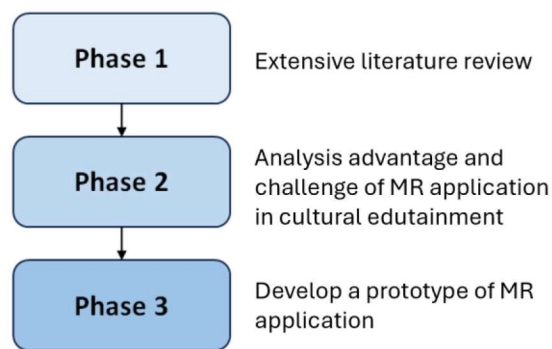 Phase 1
Extensive literature review
Phase 2
Analysis advantage and
challenge of MR application
in cultural edutainment
Phase 3
Develop a prototype of MR
application